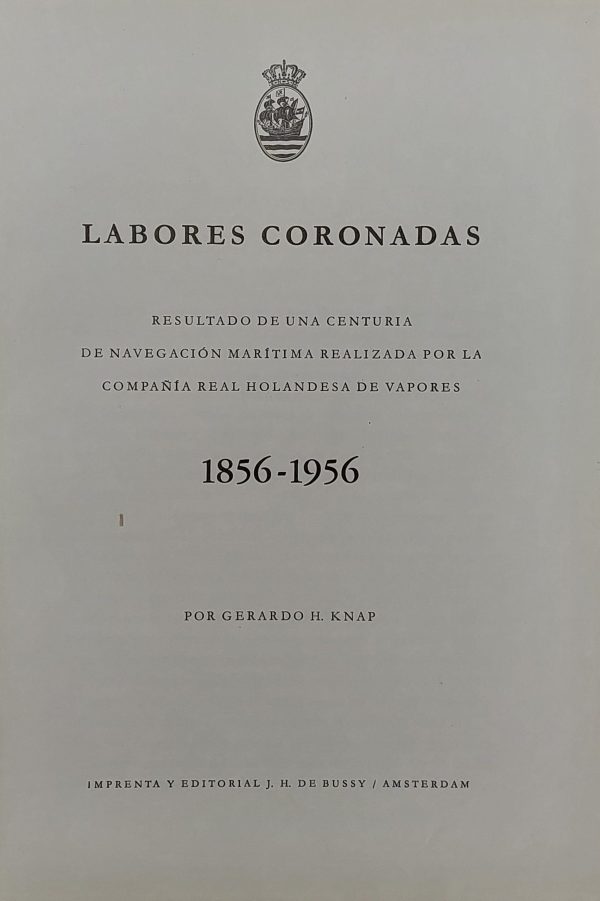 LABORES CORONADAS
RESULTADO DE UNA CENTURIA
DE NAVEGACIÓN MARÍTIMA REALIZADA POR LA
COMPAÑÍA REAL HOLANDESA DE VAPORES
1856-1956
POR GERARDO H. KNAP
IMPRENTA Y EDITORIAL J. H. DE BUSSY / AMSTERDAM